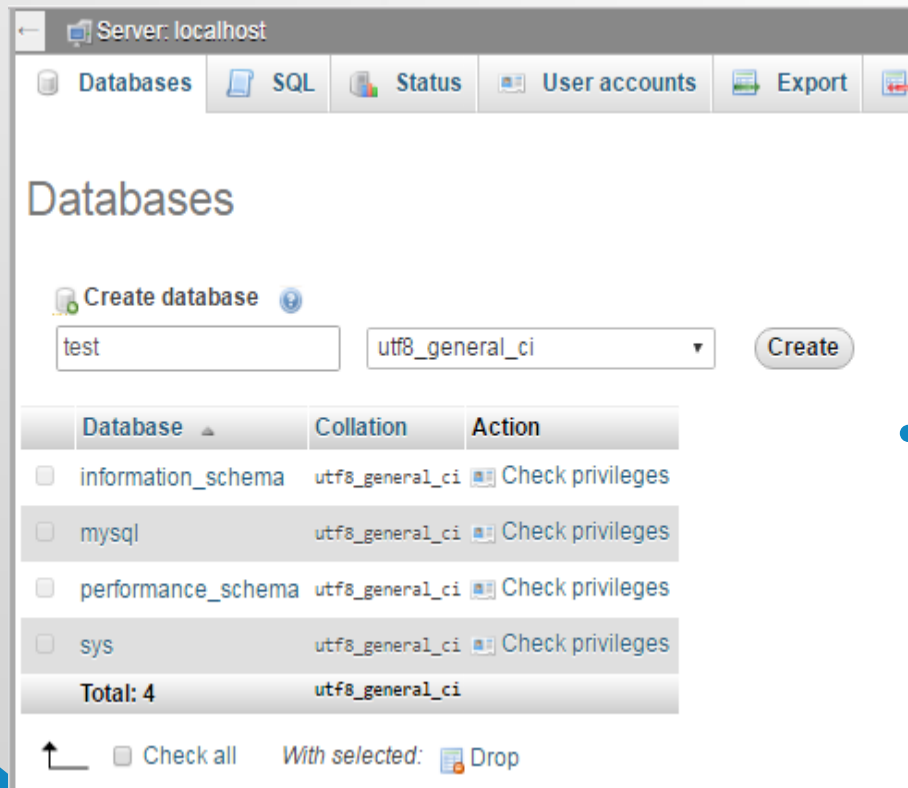 Server: localhost
Databases SQL Status User accounts Export
Databases
Create database
test utf8_general_ci Create
Database Collation Action
information_schema utf8_general_ci Check privileges
mysql utf8_general_ci Check privileges
performance_schema utf8_general_ci Check privileges
sys utf8_general_ci Check privileges
Total: 4 utf8_general_ci
Check all With selected: Drop